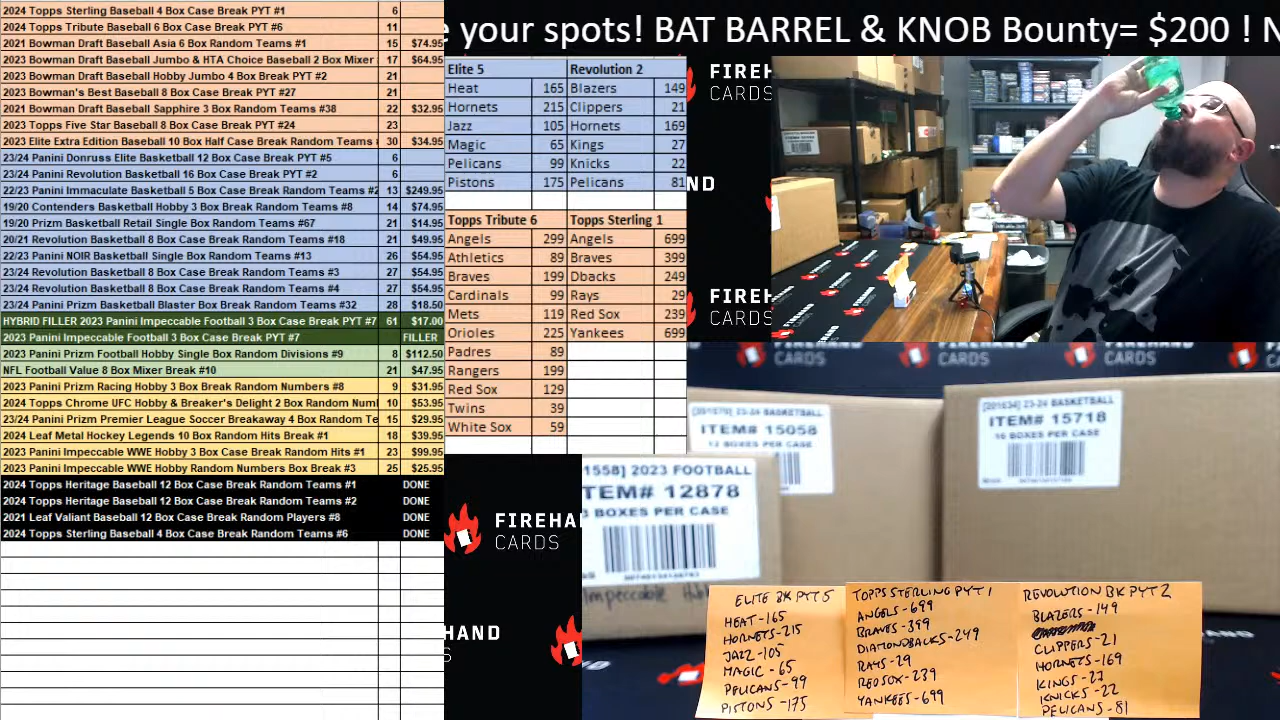 2024 Topps Sterling Baseball 4 Box Case Break PYT #1 6
2024 Topps Tribute Baseball 6 Box Case Break PYT #6 11
2021 Bowman Draft Baseball Asia 6 Box Random Teams #1 15 $74.95
2023 Bowman Draft Baseball Jumbo & HTA Choice Baseball 2 Box Mixer 17 $64.95
2023 Bowman Draft Baseball Hobby Jumbo 4 Box Break PYT #2 21
2023 Bowman's Best Baseball 8 Box Case Break PYT #27 21
2021 Bowman Draft Baseball Sapphire 3 Box Random Teams #38 22 $32.95
2023 Topps Five Star Baseball 8 Box Case Break PYT #24 23
2023 Elite Extra Edition Baseball 10 Box Half Case Break Random Teams 30 $34.95
23/24 Panini Donruss Elite Basketball 12 Box Case Break PYT #5 6
23/24 Panini Revolution Basketball 16 Box Case Break PYT #2 6
22/23 Panini Immaculate Basketball 5 Box Case Break Random Teams #2 13 $249.95
19/20 Contenders Basketball Hobby 3 Box Break Random Teams #8 14 $74.95
19/20 Prizm Basketball Retail Single Box Random Teams #67 21 $14.95
20/21 Revolution Basketball 8 Box Case Break Random Teams #18 21 $49.95
22/23 Panini NOIR Basketball Single Box Random Teams #13 26 $54.95
23/24 Revolution Basketball 8 Box Case Break Random Teams #3 27 $54.95
23/24 Revolution Basketball 8 Box Case Break Random Teams #4 27 $54.95
23/24 Panini Prizm Basketball Blaster Box Break Random Teams #32 28 $18.50
HYBRID FILLER 2023 Panini Impeccable Football 3 Box Case Break PYT #7 11 $17.00
2023 Panini Impeccable Football 3 Box Case Break PYT #7 FILLER
2023 Panini Prizm Football Hobby Single Box Random Divisions #9 8 $112.50
NFL Football Value 8 Box Mixer Break #10 21 $47.95
2023 Panini Prizm Racing Hobby 3 Box Break Random Numbers #8 9 $31.95
2024 Topps Chrome UFC Hobby & Breaker's Delight 2 Box Random Numl 10 $53.95
23/24 Panini Prizm Premier League Soccer Breakaway 4 Box Random Te 15 $29.95
2024 Leaf Metal Hockey Legends 10 Box Random Hits Break #1 18 $39.95
2023 Panini Impeccable WWE Hobby 3 Box Case Break Random Hits #1 23 $99.95
2023 Panini Impeccable WWE Hobby Random Numbers Box Break #3 25 $25.95
2024 Topps Heritage Baseball 12 Box Case Break Random Teams #1 DONE
2024 Topps Heritage Baseball 12 Box Case Break Random Teams #2 DONE
2021 Leaf Valiant Baseball 12 Box Case Break Random Players #8 DONE
2024 Topps Sterling Baseball 4 Box Case Break Random Teams #6 DONE
your spots! BAT BARREL & KNOB Bounty= $200 ! N
Elite 5 Revolution 2
Heat 165 Blazers 149
Hornets 215 Clippers 21
Jazz 105 Hornets 169
Magic 65 Kings 27
Pelicans 99 Knicks 22
Pistons 175 Pelicans 81
Topps Tribute 6 Topps Sterling 1
Angels 299 Angels 699
Athletics 89 Braves 399
Braves 199 Dbacks 249
Cardinals 99 Rays 29
Mets 119 Red Sox 239
Orioles 225 Yankees 699
Padres 89
Rangers 199
Red Sox 129
Twins 39
White Sox 59
FIREH
CARDS
ND
FIREH
CARDS
FIREHAN
CARDS
HAND
S
CARDS
[1558] 2023 FOOTBALL
ITEM# 12878
3 BOXES PER CASE
Impeccable
23-24 BASKETBALL
ITEM# 15058
12 BOXES PER CASE
[201634] 23-24 BASKETBALL
ITEM# 15718
16 BOXES PER CASE
ELITE BK PYT 5
HEAT-165
HORNETS-215
JAZZ-105
MAGIC-65
PELICANS-99
PISTONS-175
TOPPS STERLING PYT 1
ANGELS-699
BRAVES-399
DIAMONDBACKS-249
RAYS-29
RED SOX-239
YANKEES-699
REVOLUTION BK PYT 2
BLAZERS-149
CLIPPERS-21
HORNETS-169
KINGS-27
KNICKS-22
PELICANS-81